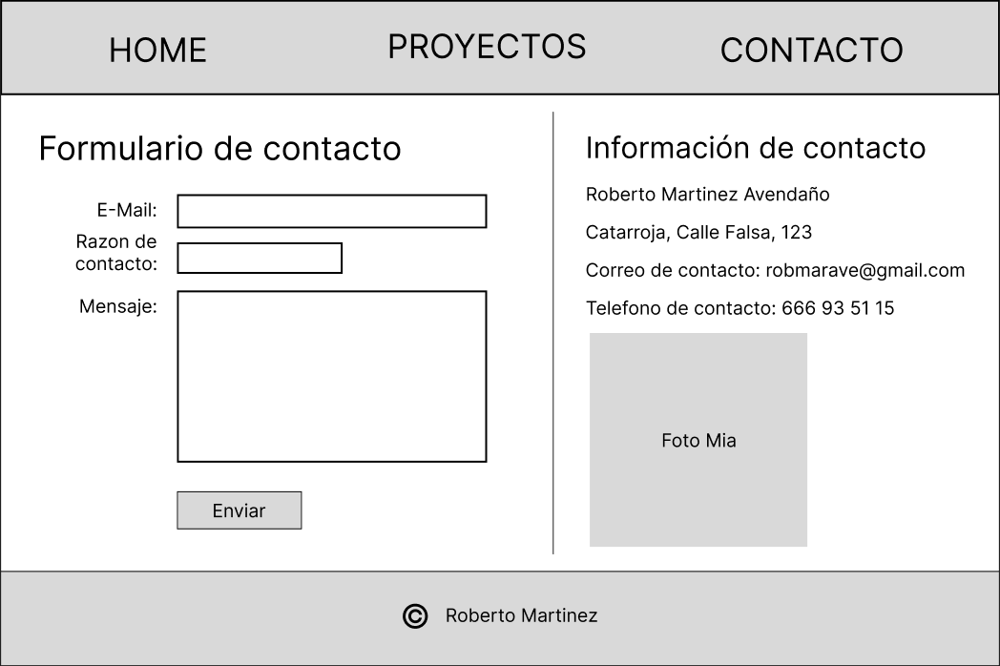 HOME PROYECTOS CONTACTO
Formulario de contacto
E-Mail:
Razon de
contacto:
Mensaje:
Enviar
Información de contacto
Roberto Martinez Avendaño
Catarroja, Calle Falsa, 123
Correo de contacto: robmarave@gmail.com
Telefono de contacto: 666 93 51 15
Foto Mia
© Roberto Martinez